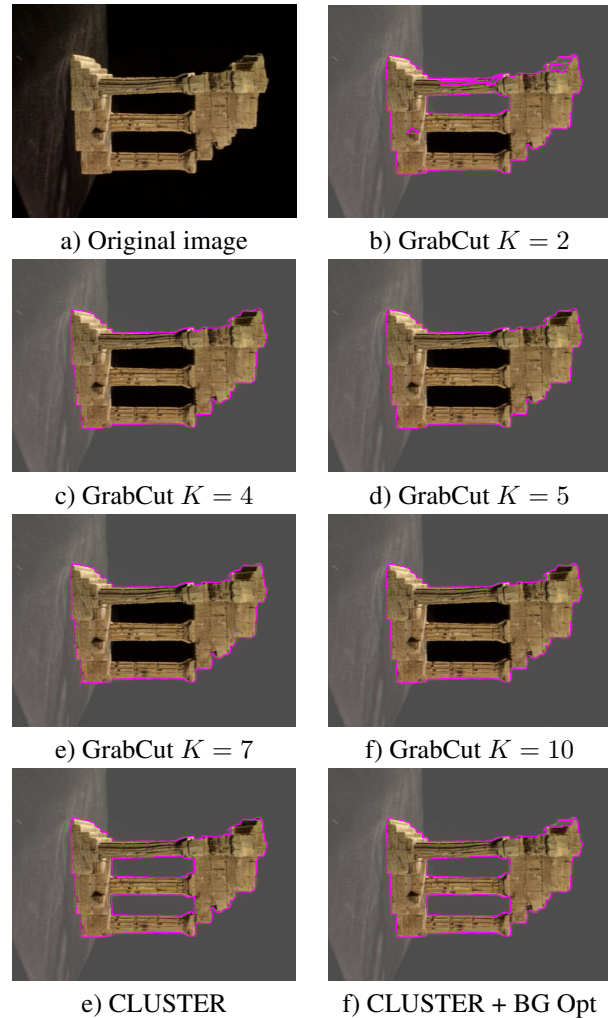 a) Original image
b) GrabCut K = 2
c) GrabCut K = 4
d) GrabCut K = 5
e) GrabCut K = 7
f) GrabCut K = 10
e) CLUSTER
f) CLUSTER + BG Opt